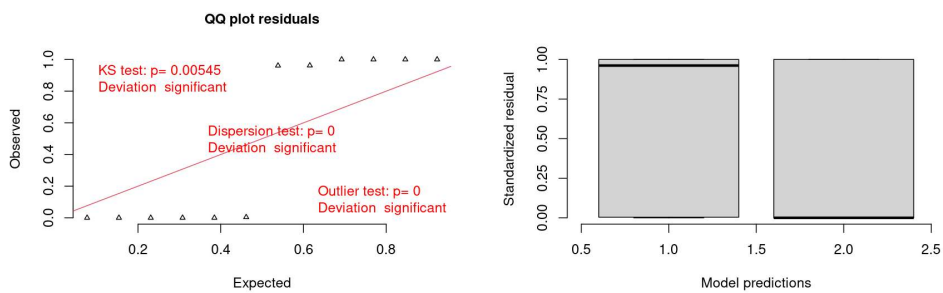 QQ plot residuals
KS test: p= 0.00545
Deviation significant
Dispersion test: p= 0
Deviation significant
Outlier test: p= 0
Deviation significant
Observed
0.0 0.2 0.4 0.6 0.8 1.0
0.2 0.4 0.6 0.8
Expected
Standardized residual
0.00 0.25 0.50 0.75 1.00
0.5 1.0 1.5 2.0 2.5
Model predictions